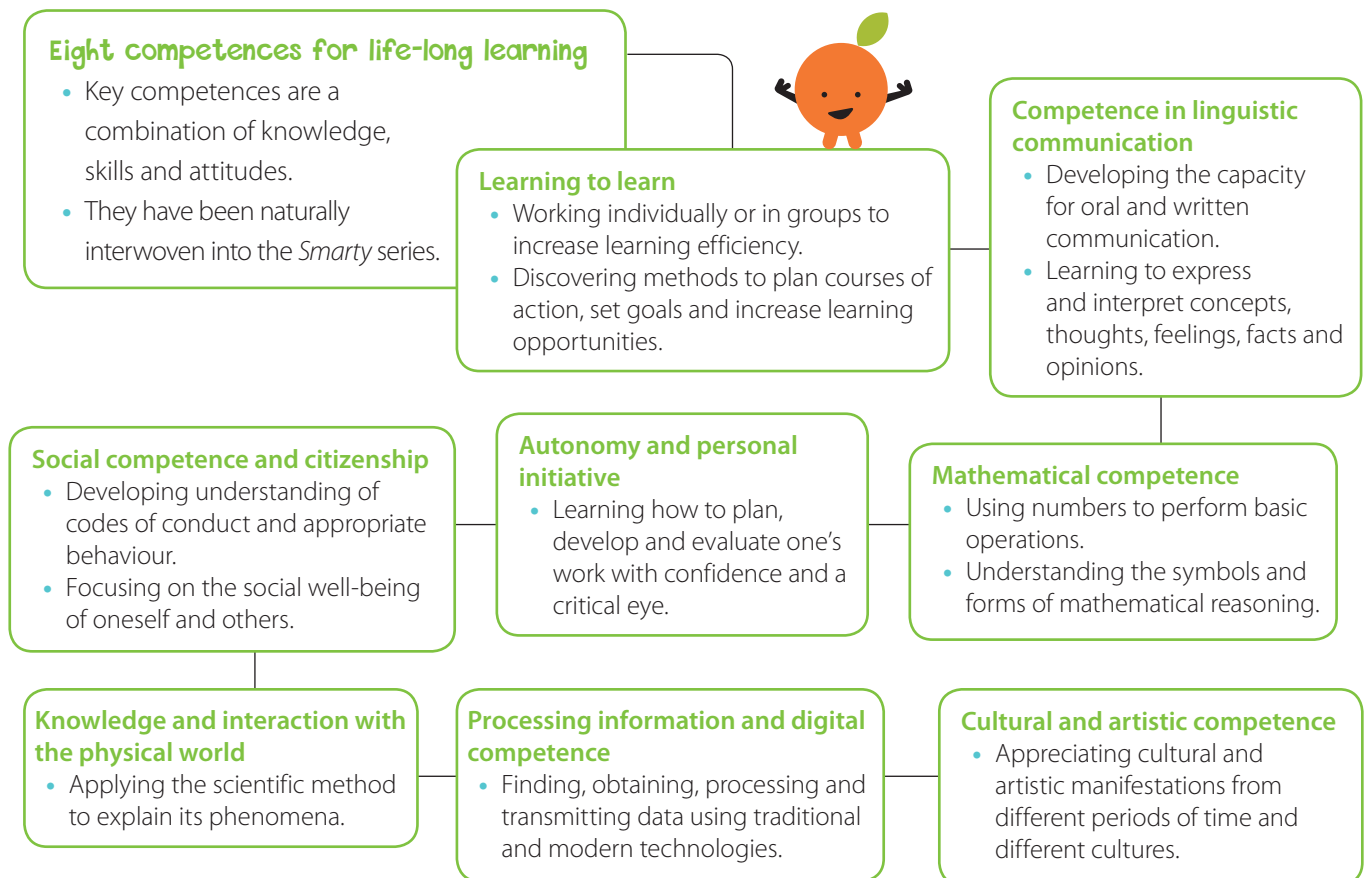 Eight competences for life-long learning
• Key competences are a
combination of knowledge,
skills and attitudes.
• They have been naturally
interwoven into the Smarty series.
Learning to learn
• Working individually or in groups to
increase learning efficiency.
• Discovering methods to plan courses of
action, set goals and increase learning
opportunities.
Competence in linguistic
communication
• Developing the capacity
for oral and written
communication.
• Learning to express
and interpret concepts,
thoughts, feelings, facts and
opinions.
Mathematical competence
• Using numbers to perform basic
operations.
• Understanding the symbols and
forms of mathematical reasoning.
Autonomy and personal
initiative
• Learning how to plan,
develop and evaluate one's
work with confidence and a
critical eye.
Social competence and citizenship
• Developing understanding of
codes of conduct and appropriate
behaviour.
• Focusing on the social well-being
of oneself and others.
Knowledge and interaction with
the physical world
• Applying the scientific method
to explain its phenomena.
Processing information and digital
competence
• Finding, obtaining, processing and
transmitting data using traditional
and modern technologies.
Cultural and artistic competence
• Appreciating cultural and
artistic manifestations from
different periods of time and
different cultures.